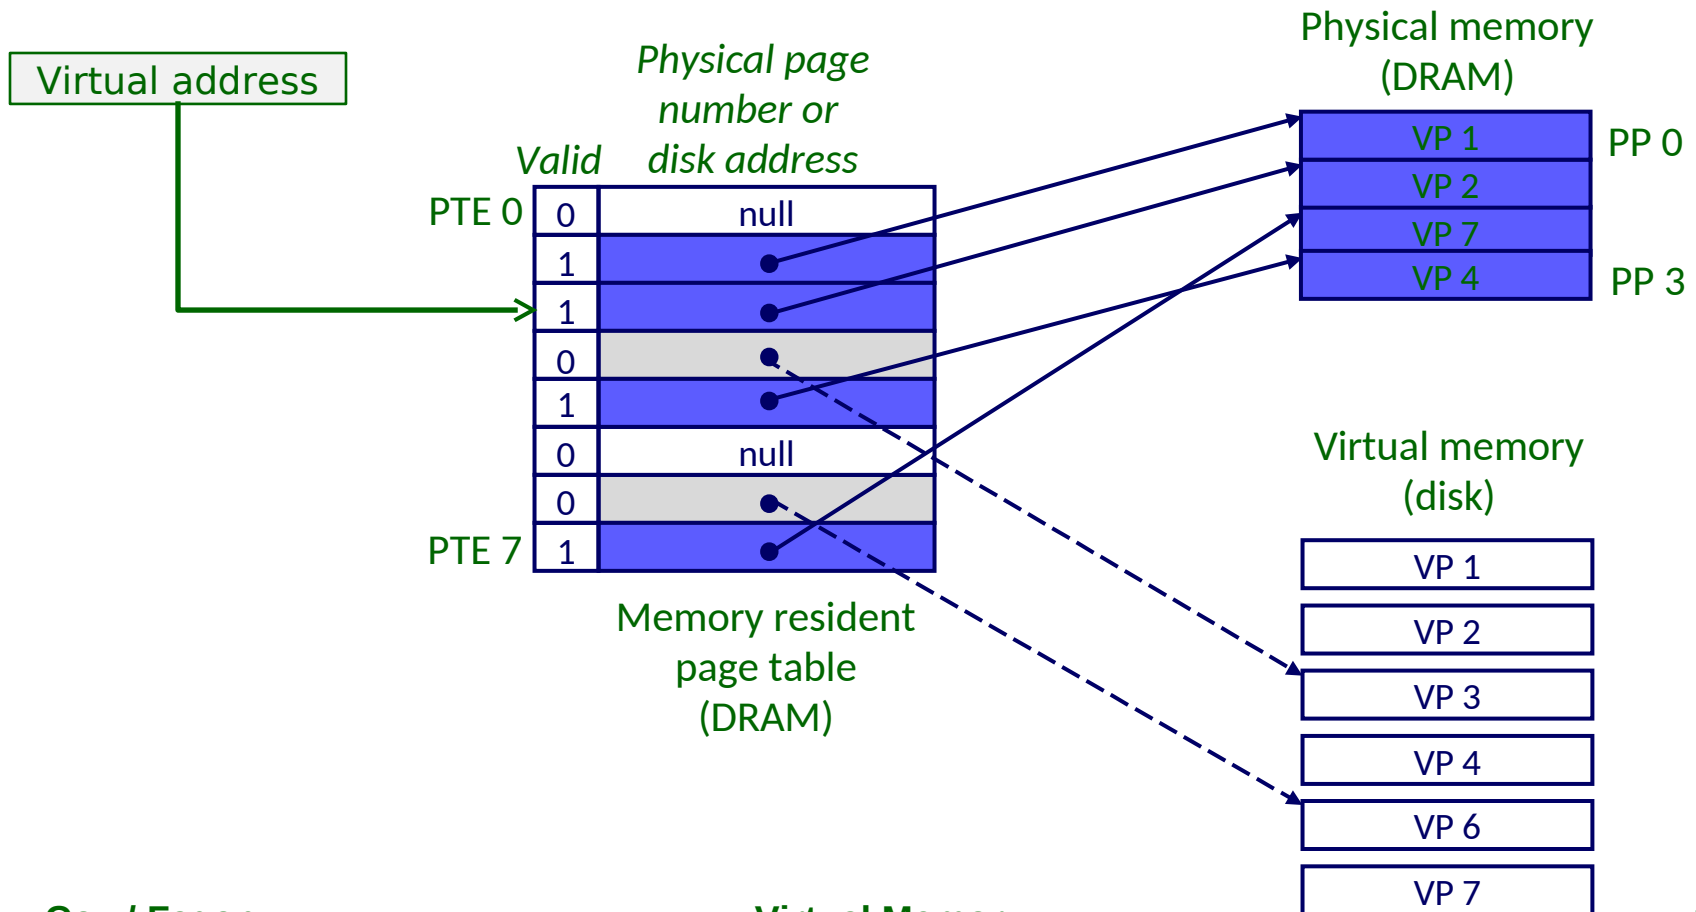 Physical memory
(DRAM)
Virtual address
Physical page
number or
disk address
Valid
PTE 0
0
null
1
1
0
1
0
null
0
PTE 7
1
VP 1
PP 0
VP 2
VP 7
VP 4
PP 3
Memory resident
page table
(DRAM)
Virtual memory
(disk)
VP 1
VP 2
VP 3
VP 4
VP 6
VP 7